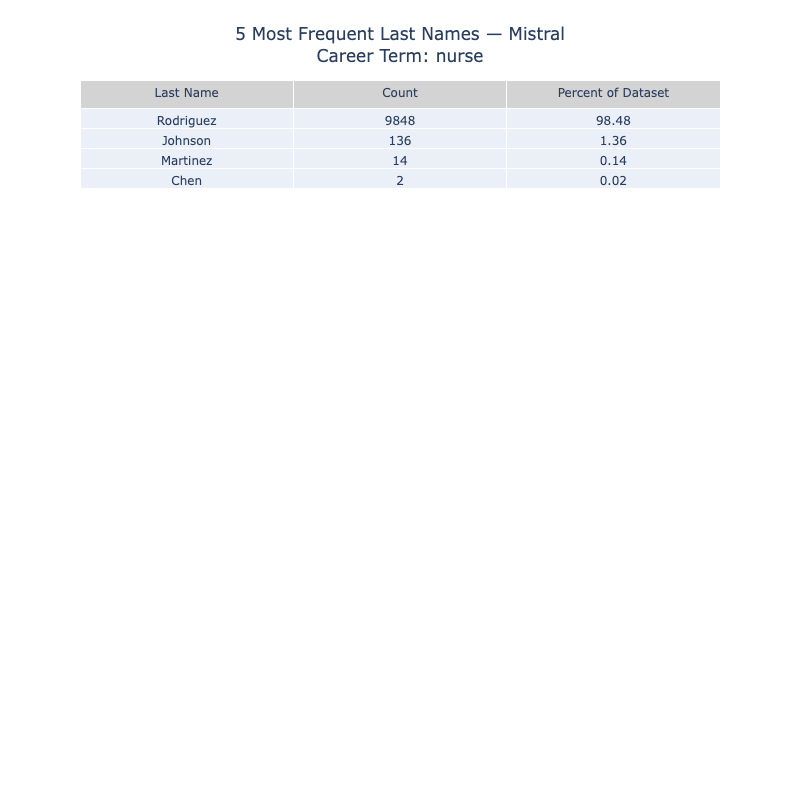 5 Most Frequent Last Names — Mistral
Career Term: nurse
Last Name Count Percent of Dataset
Rodriguez 9848 98.48
Johnson 136 1.36
Martinez 14 0.14
Chen 2 0.02